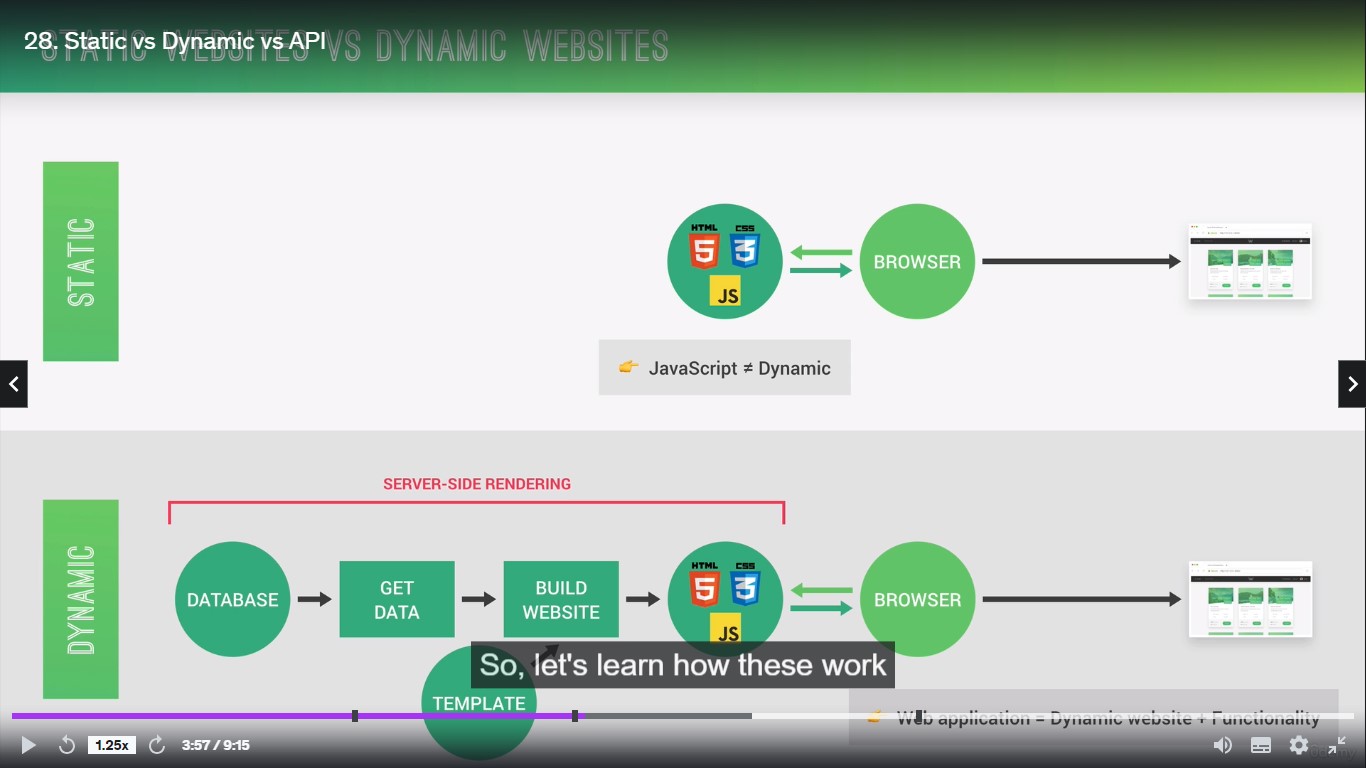 28. Static vs Dynamic vs API
STATIC WEBSITES VS DYNAMIC WEBSITES
STATIC
HTML
5
CSS
3
JS
BROWSER
👉 JavaScript ≠ Dynamic
SERVER-SIDE RENDERING
DYNAMIC
DATABASE
GET
DATA
BUILD
WEBSITE
HTML
5
CSS
3
JS
BROWSER
So, let's learn how these work
TEMPLATE
👉 Web application = Dynamic website + Functionality
1.25x
3:57 / 9:15